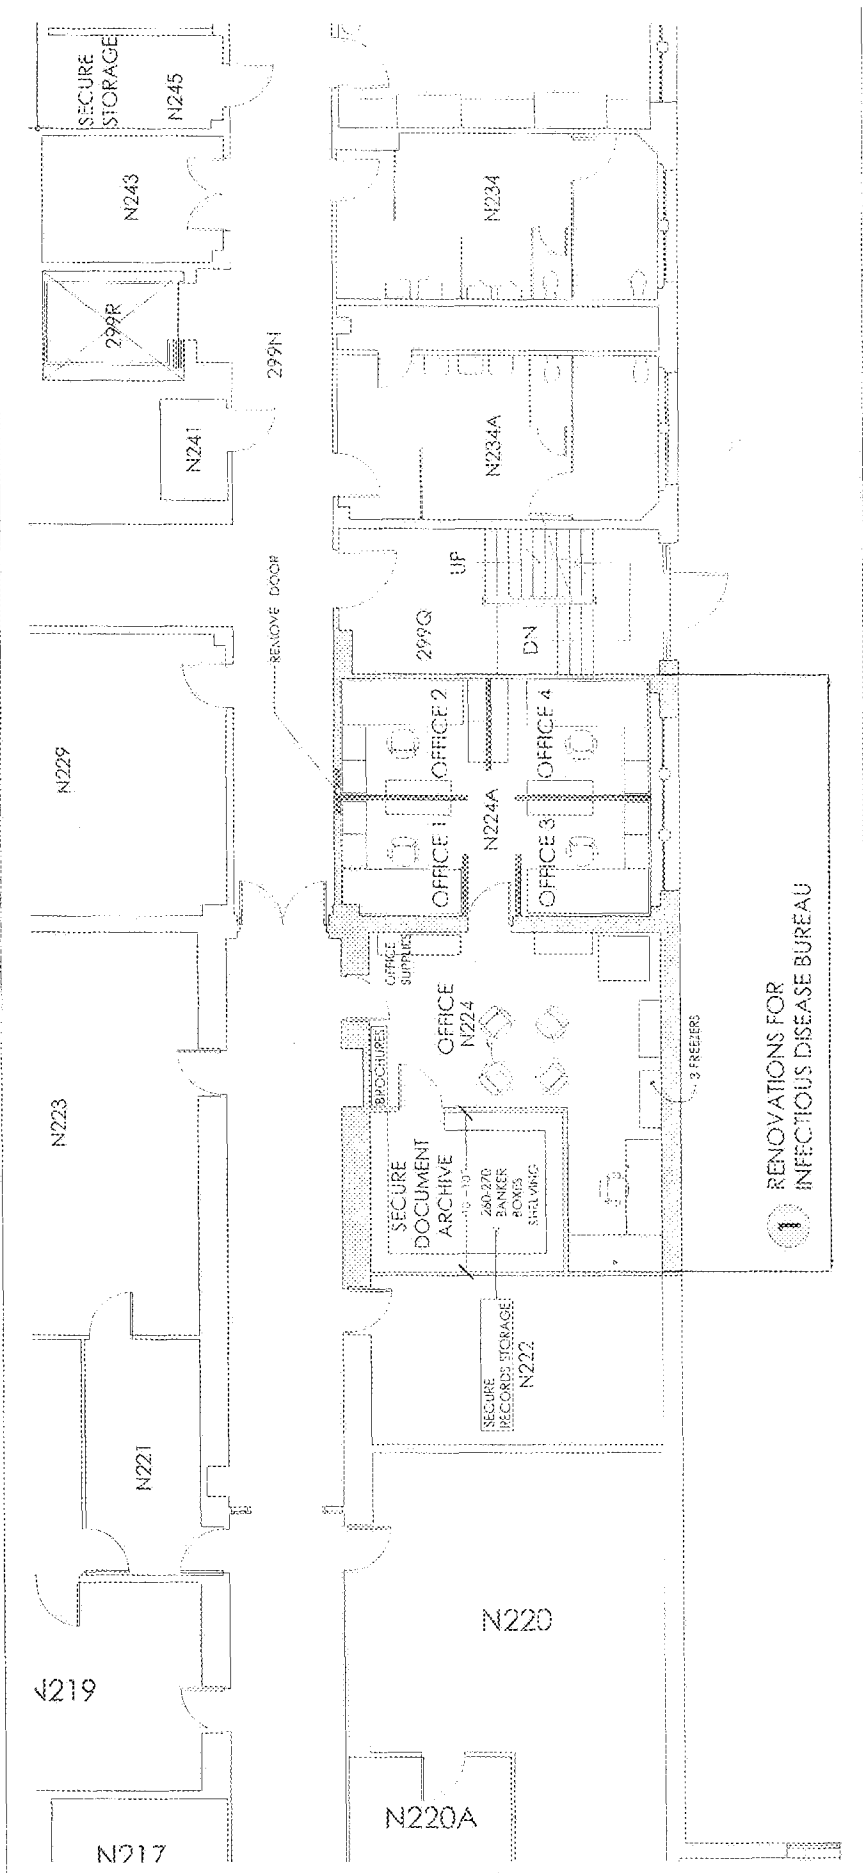 SECURE
STORAGE
N245
N243
299R
N241
299N
N234
N234A
UP
DN
299Q
REMOVE DOOR
N229
OFFICE 2
OFFICE 4
N224A
OFFICE 1
OFFICE 3
OFFICE
SUPPLIES
OFFICE
N224
BROCHURES
3 FREEZERS
N223
SECURE
DOCUMENT
ARCHIVE
260-270
BANKER
BOXES
SHELVING
SECURE
RECORDS STORAGE
N222
N221
N220
N219
N220A
N217
1
RENOVATIONS FOR
INFECTIOUS DISEASE BUREAU